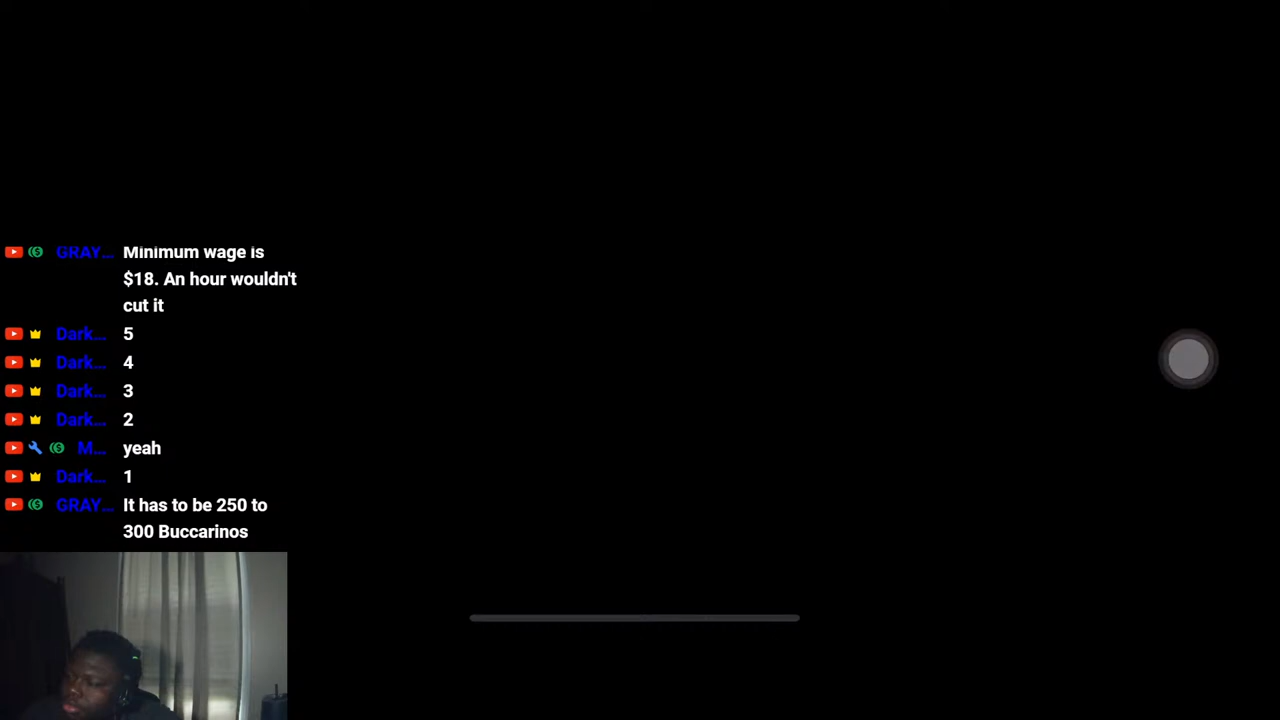 GRAY... Minimum wage is
$18. An hour wouldn't
cut it
Dark... 5
Dark... 4
Dark... 3
Dark... 2
M... yeah
Dark... 1
GRAY... It has to be 250 to
300 Buccarinos